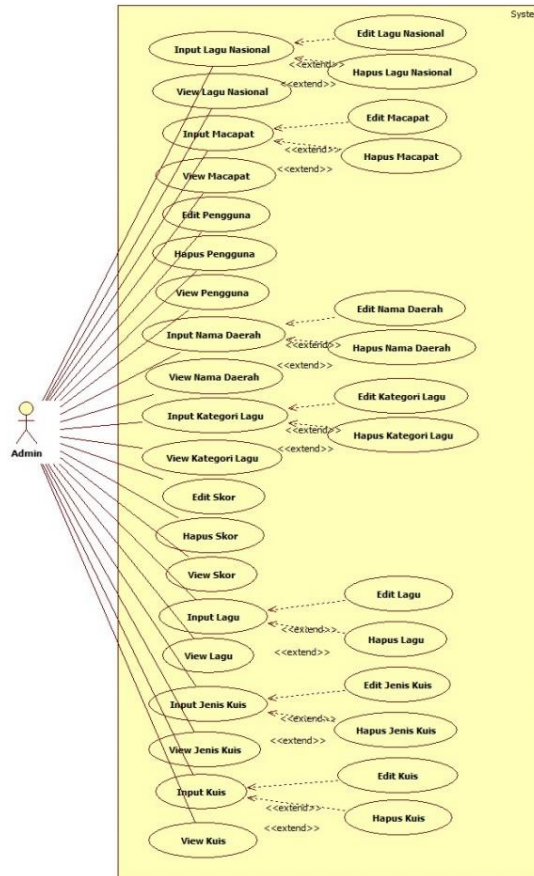 Syste
Edit Lagu Nasional
Input Lagu Nasional
<<extend>>
Hapus Lagu Nasional
<<extend>>
View Lagu Nasional
Edit Macapat
Input Macapat
<<extend>>
Hapus Macapat
<<extend>>
View Macapat
Edit Pengguna
Hapus Pengguna
View Pengguna
Edit Nama Daerah
Input Nama Daerah
<<extend>>
Hapus Nama Daerah
<<extend>>
View Nama Daerah
Edit Kategori Lagu
Input Kategori Lagu
<<extend>>
Hapus Kategori Lagu
<<extend>>
View Kategori Lagu
Admin
Edit Skor
Hapus Skor
View Skor
Edit Lagu
Input Lagu
<<extend>>
Hapus Lagu
<<extend>>
View Lagu
Edit Jenis Kuis
Input Jenis Kuis
<<extend>>
Hapus Jenis Kuis
<<extend>>
View Jenis Kuis
Edit Kuis
Input Kuis
<<extend>>
Hapus Kuis
<<extend>>
View Kuis